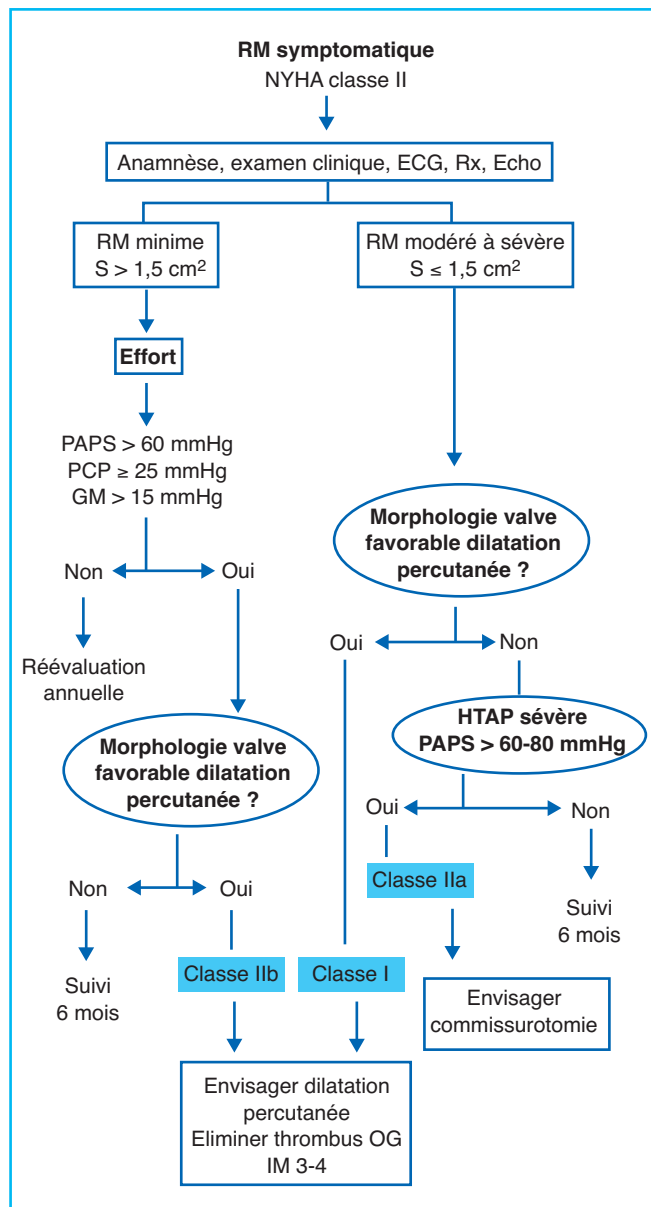 RM symptomatique
NYHA classe II
Anamnèse, examen clinique, ECG, Rx, Echo
RM minime
S > 1,5 cm²
RM modéré à sévère
S ≤ 1,5 cm²
Effort
PAPS > 60 mmHg
PCP ≥ 25 mmHg
GM > 15 mmHg
Non
Oui
Réévaluation
annuelle
Morphologie valve
favorable dilatation
percutanée ?
Non
Oui
Suivi
6 mois
Classe IIb
Morphologie valve
favorable dilatation
percutanée ?
Oui
Non
Classe I
HTAP sévère
PAPS > 60-80 mmHg
Oui
Non
Classe IIa
Suivi
6 mois
Envisager
commissurotomie
Envisager dilatation
percutanée
Eliminer thrombus OG
IM 3-4